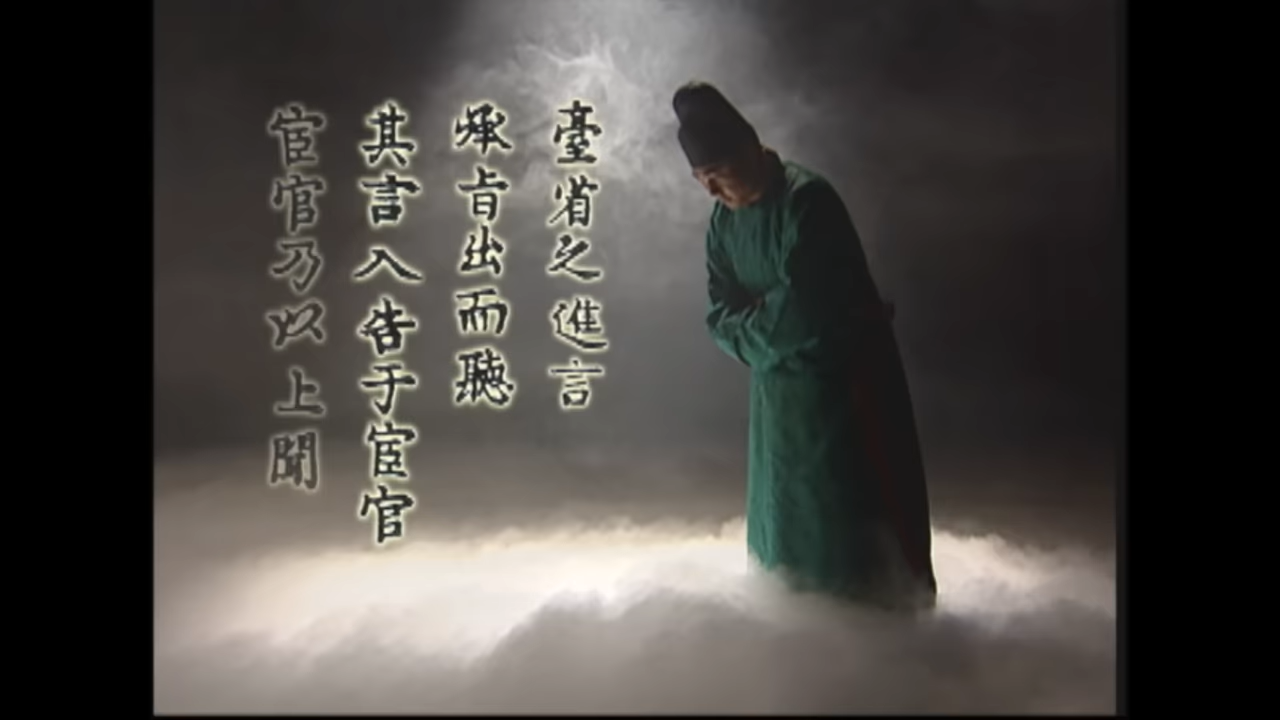 臺省之進言
承旨出而聽
其言入告于宦官
宦官乃以上聞